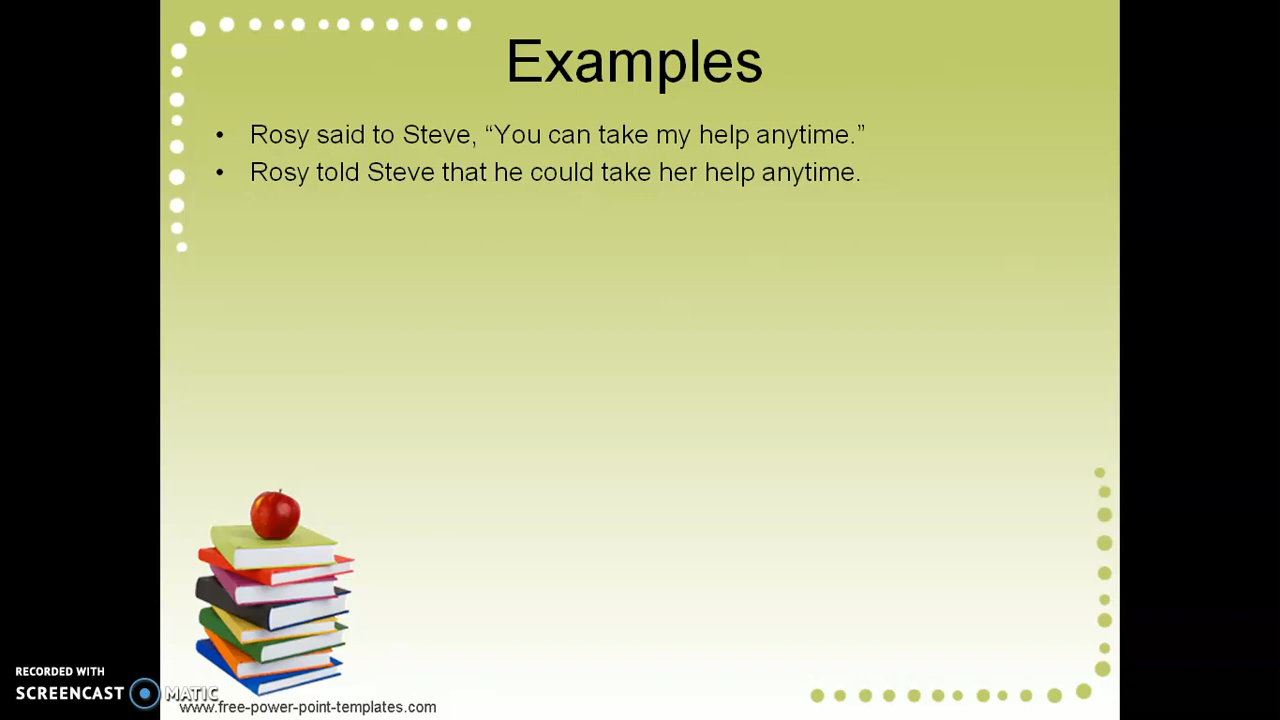 Examples
• Rosy said to Steve, “You can take my help anytime.”
• Rosy told Steve that he could take her help anytime.
RECORDED WITH
SCREENCAST MATIC
www.free-power-point-templates.com